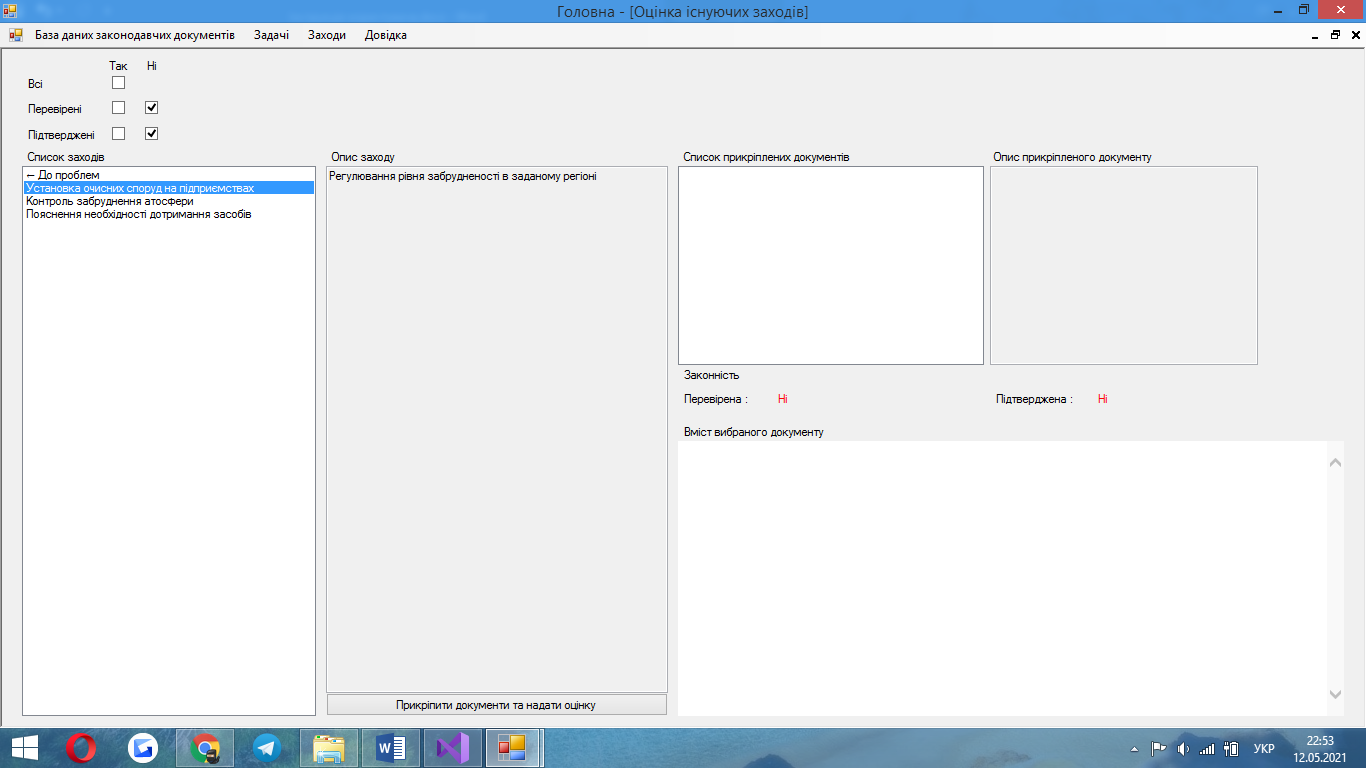 Головна - [Оцінка існуючих заходів]
База даних законодавчих документів Задачі Заходи Довідка
Так Ні
Всі
Перевірені
Підтверджені
Список заходів Опис заходу Список прикріплених документів Опис прикріпленого документу
← До проблем
Установка очисних споруд на підприємствах
Контроль забруднення атосфери
Пояснення необхідності дотримання засобів
Регулювання рівня забрудненості в заданому регіоні
Законність
Перевірена : Ні Підтверджена : Ні
Вміст вибраного документу
Прикріпити документи та надати оцінку
УКР
22:53
12.05.2021